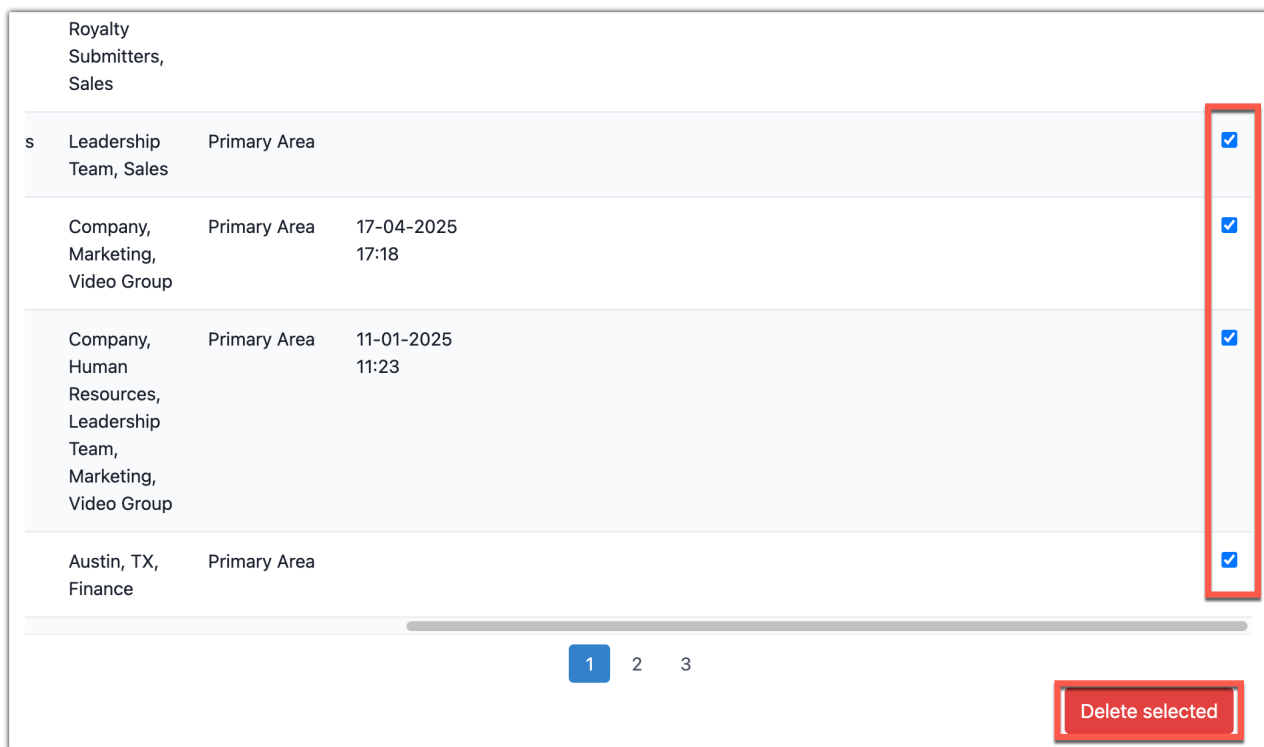 Royalty
Submitters,
Sales
s
Leadership
Team, Sales
Primary Area
Company,
Marketing,
Video Group
Primary Area
17-04-2025
17:18
Company,
Human
Resources,
Leadership
Team,
Marketing,
Video Group
Primary Area
11-01-2025
11:23
Austin, TX,
Finance
Primary Area
1 2 3
Delete selected